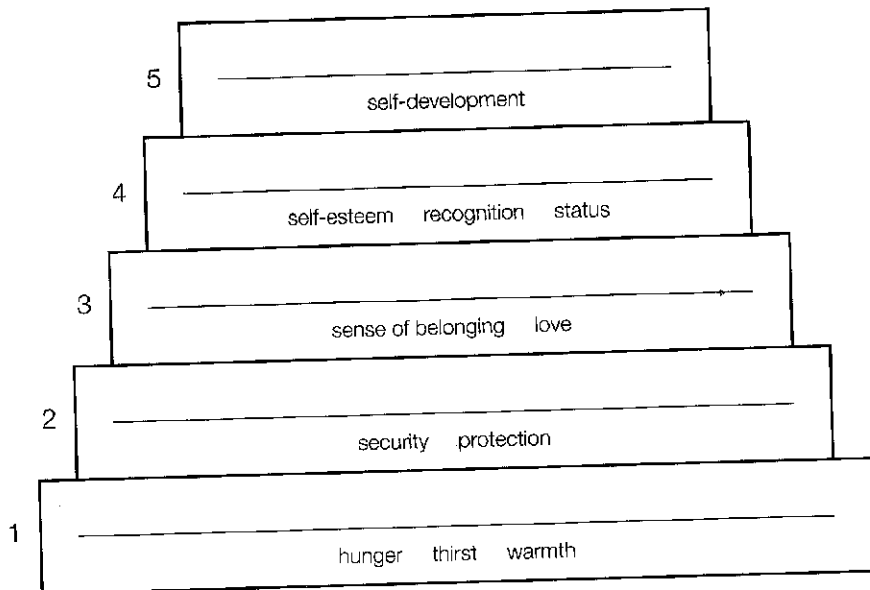 5
self-development
4
self-esteem recognition status
3
sense of belonging love
2
security protection
1
hunger thirst warmth